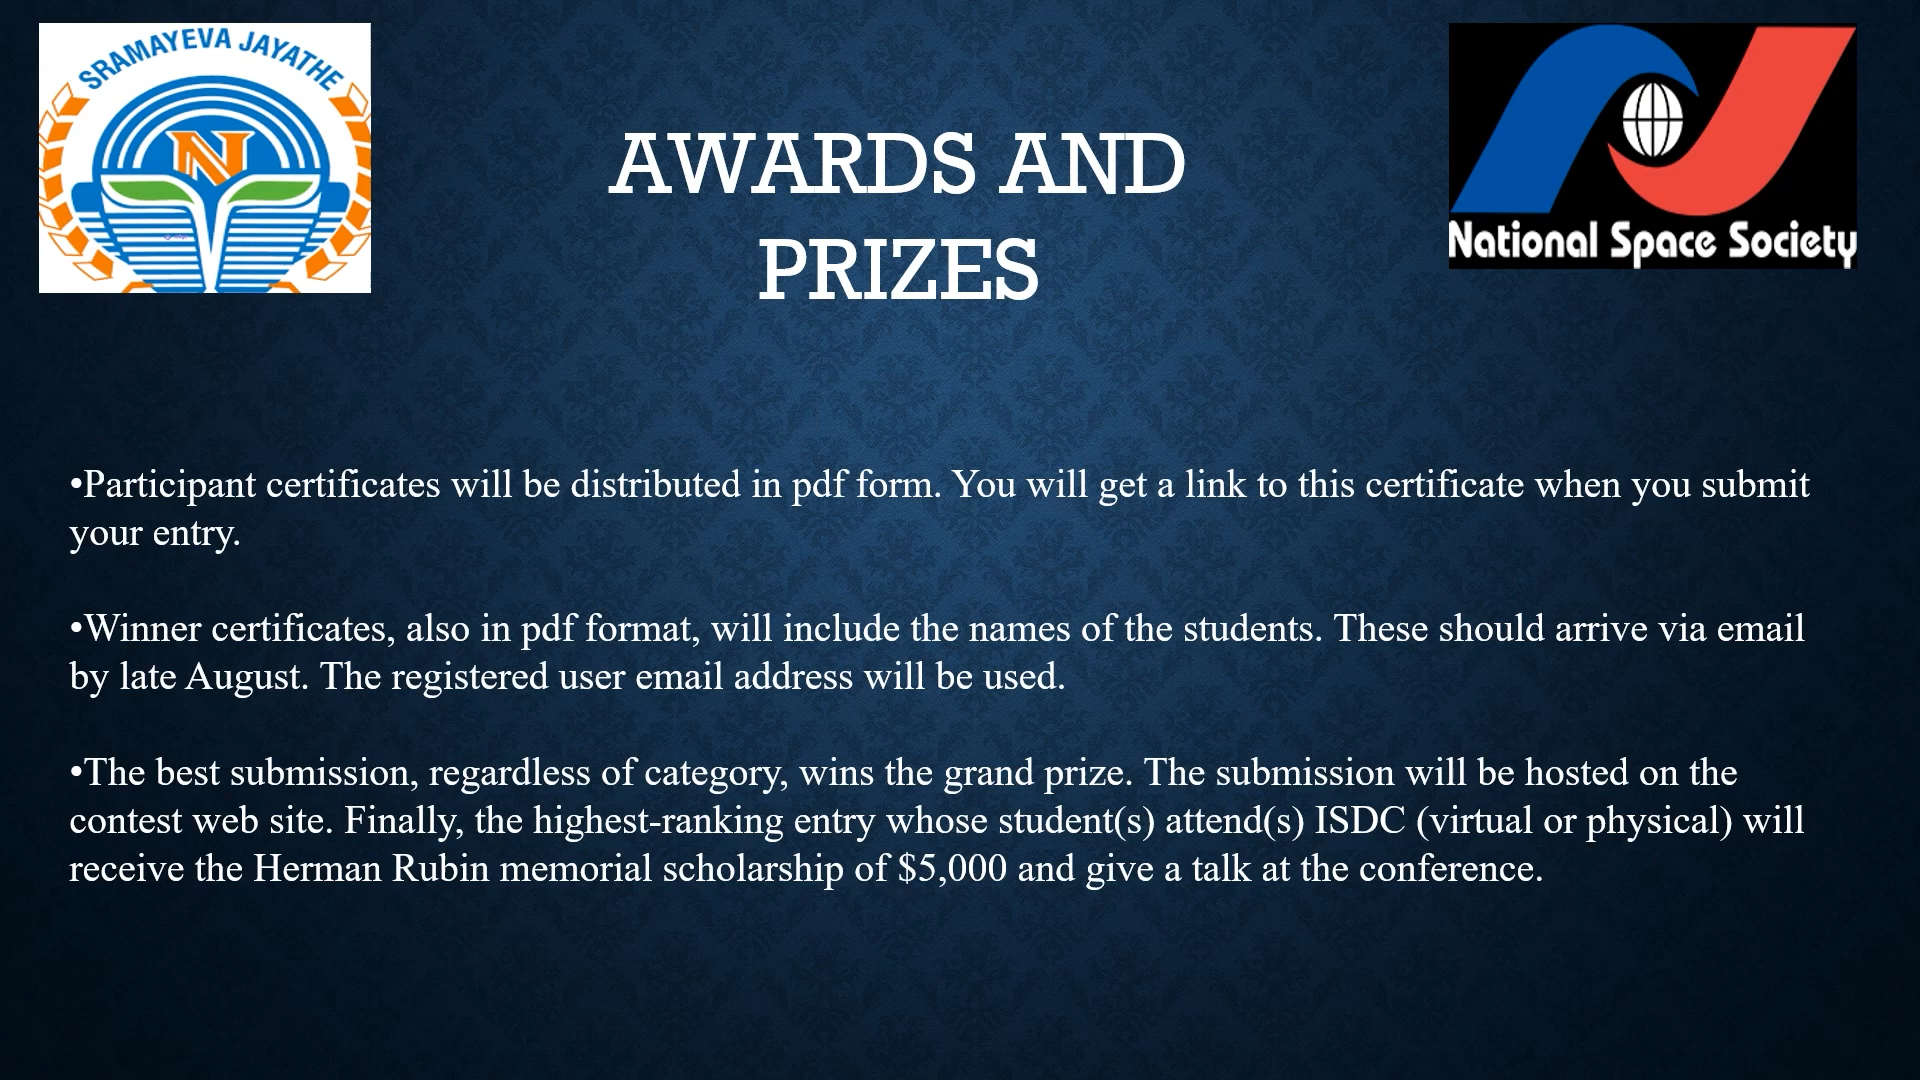 SRAMAYEVA JAYATHE
N
AWARDS AND
PRIZES
National Space Society
•Participant certificates will be distributed in pdf form. You will get a link to this certificate when you submit
your entry.
•Winner certificates, also in pdf format, will include the names of the students. These should arrive via email
by late August. The registered user email address will be used.
•The best submission, regardless of category, wins the grand prize. The submission will be hosted on the
contest web site. Finally, the highest-ranking entry whose student(s) attend(s) ISDC (virtual or physical) will
receive the Herman Rubin memorial scholarship of $5,000 and give a talk at the conference.